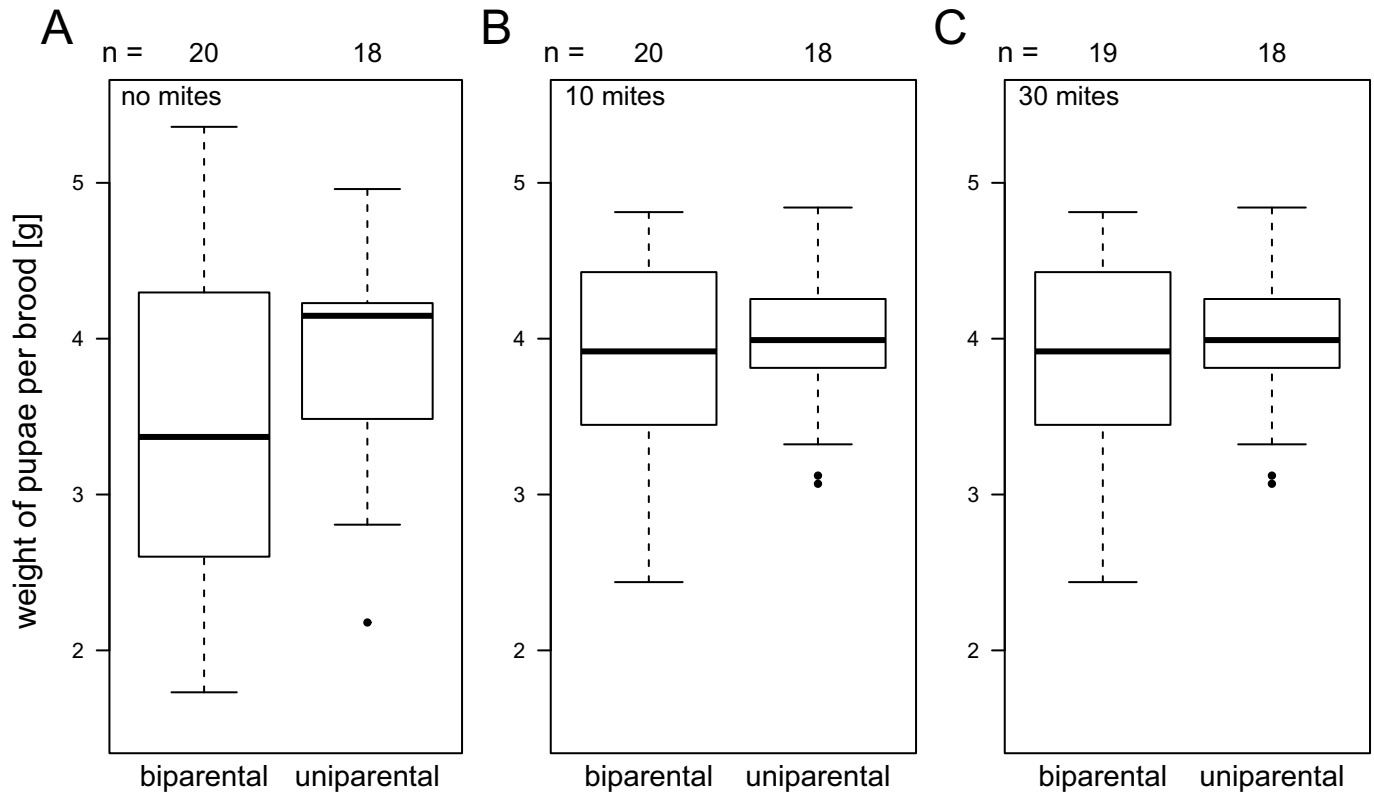 A
n = 20 18
no mites
5
4
3
2
weight of pupae per brood [g]
biparental uniparental
B
n = 20 18
10 mites
5
4
3
2
biparental uniparental
C
n = 19 18
30 mites
5
4
3
2
biparental uniparental